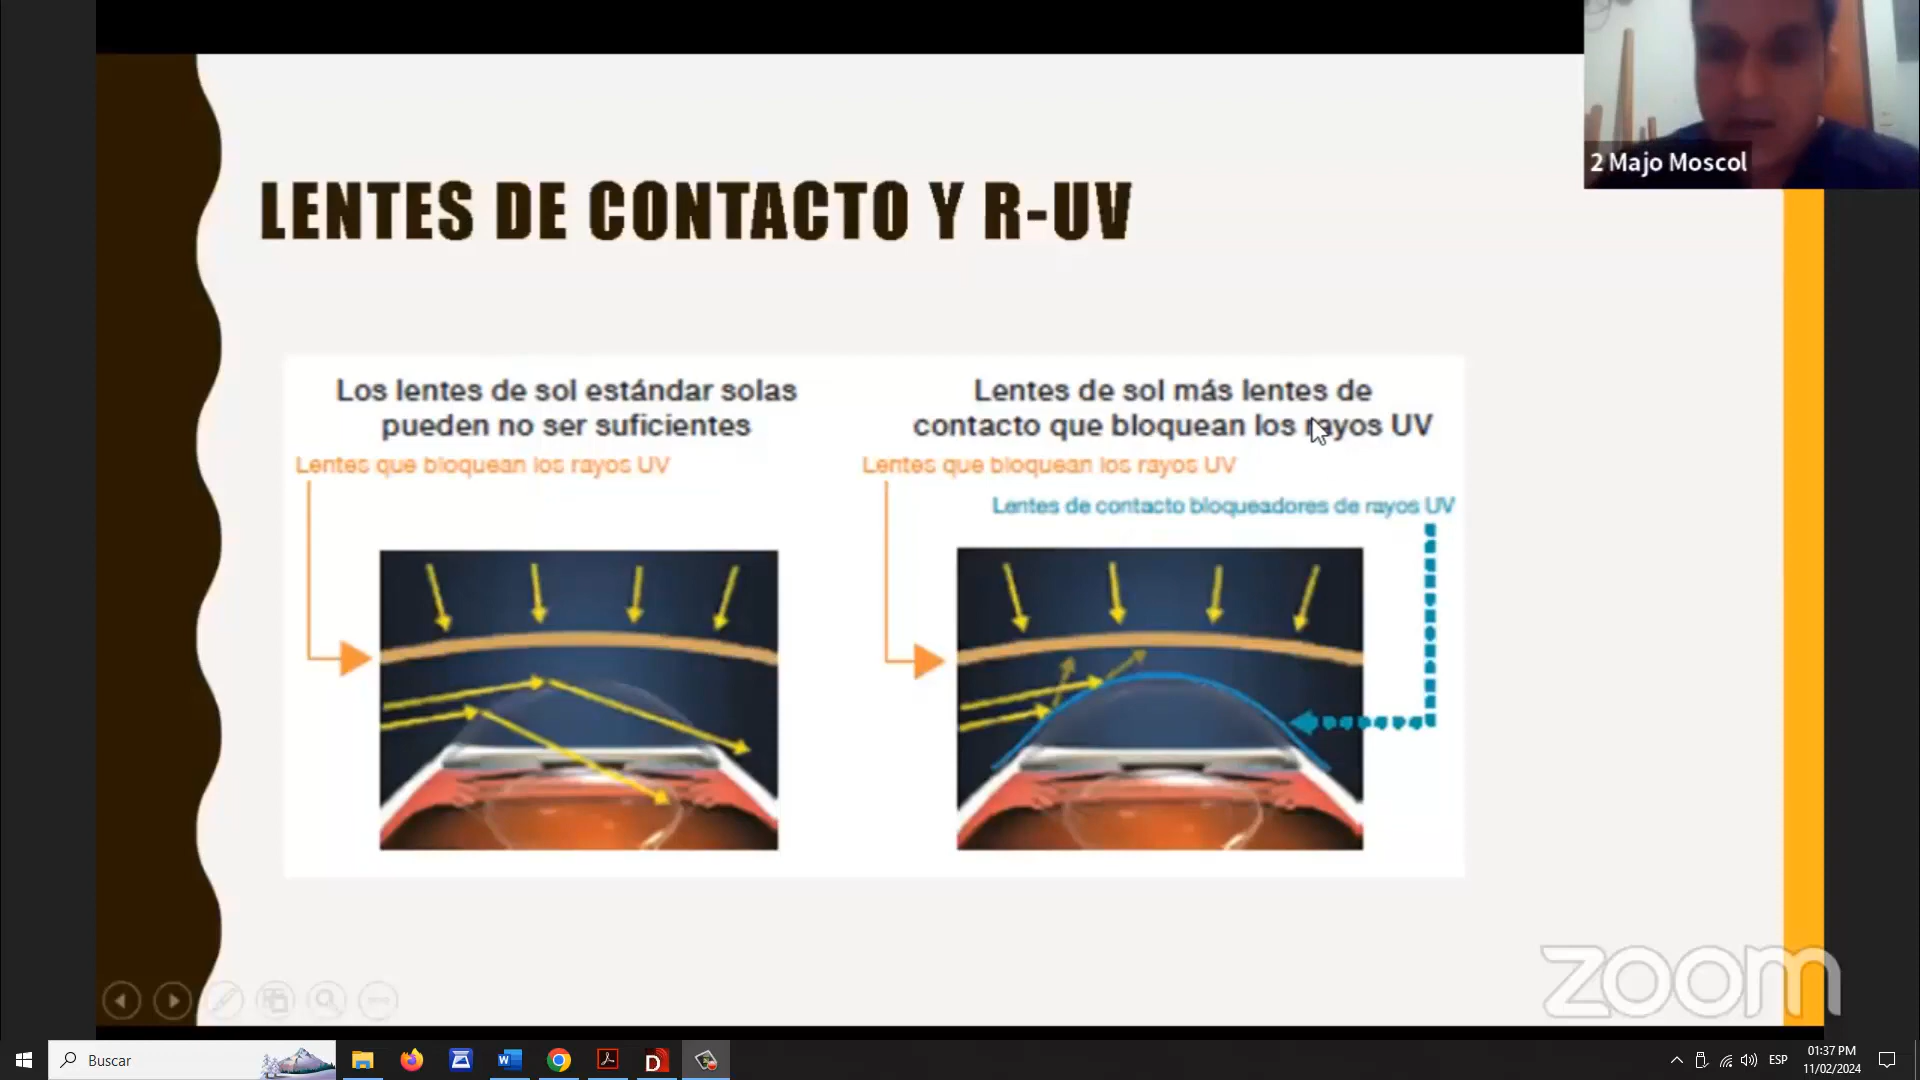 2 Majo Moscol
LENTES DE CONTACTO Y R-UV
Los lentes de sol estándar solas
pueden no ser suficientes
Lentes que bloquean los rayos UV
Lentes de sol más lentes de
contacto que bloquean los rayos UV
Lentes que bloquean los rayos UV
Lentes de contacto bloqueadores de rayos UV
zoom
Buscar
ESP
01:37 PM
11/02/2024